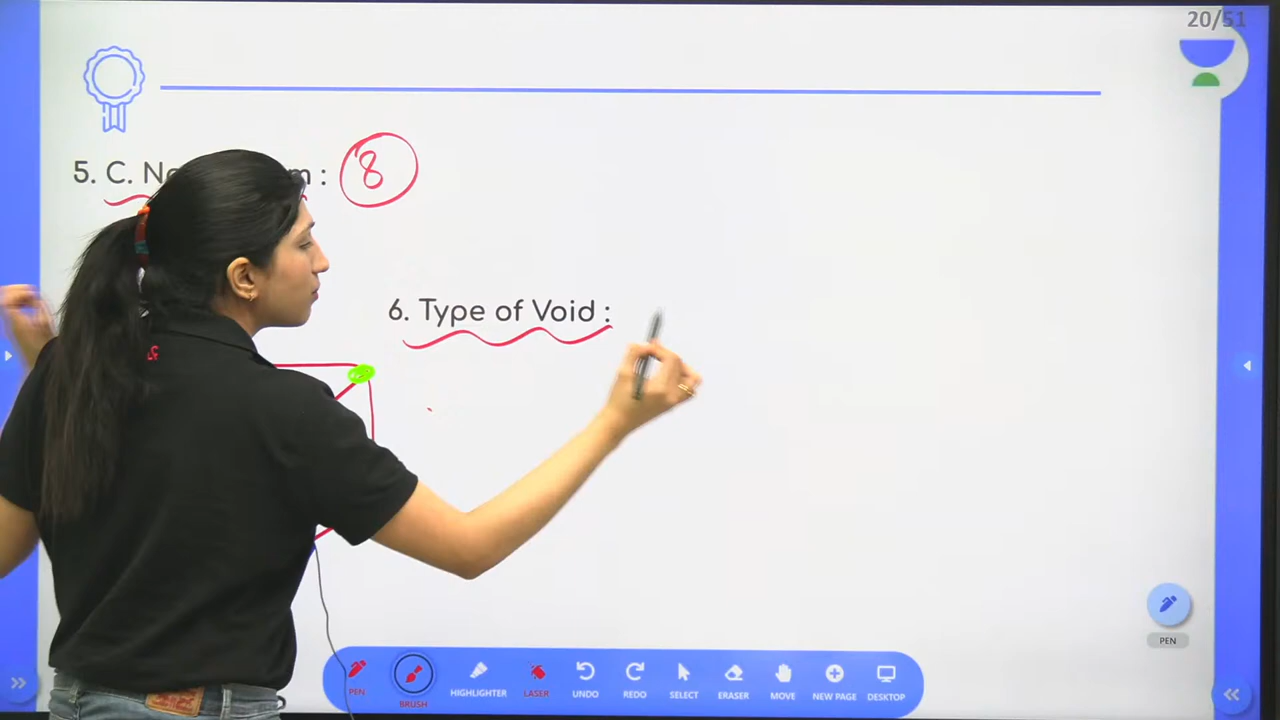 20/51
5. C. No m : 8
6. Type of Void :
PEN
PEN
BRUSH
HIGHLIGHTER
LASER
UNDO
REDO
SELECT
ERASER
MOVE
NEW PAGE
DESKTOP